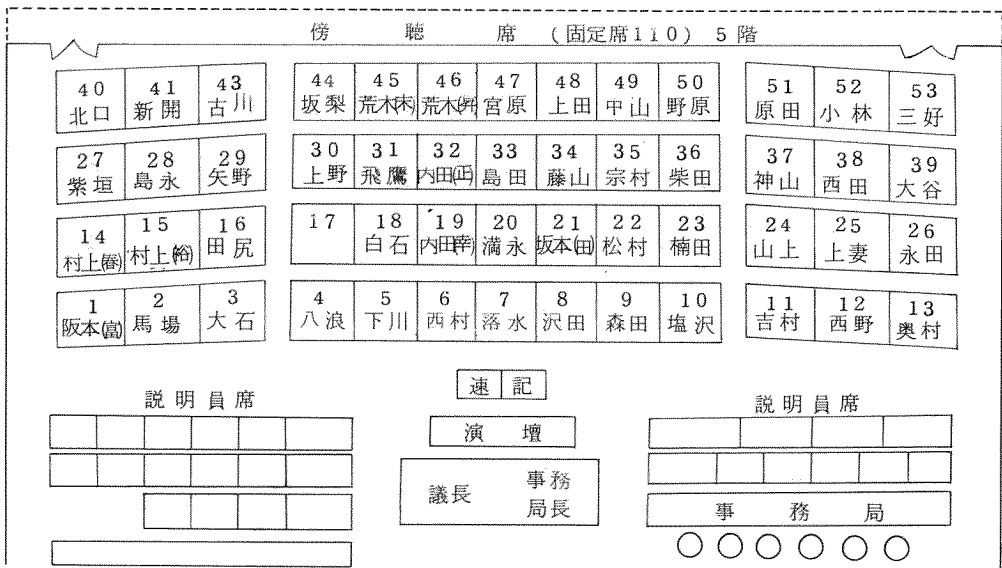 傍聴席 (固定席110) 5階
40 41 43 44 45 46 47 48 49 50 51 52 53
北口 新開 古川 坂梨 荒木 荒木 宮原 上田 中山 野原 原田 小林 三好
27 28 29 30 31 32 33 34 35 36 37 38 39
紫垣 島永 矢野 上野 飛鷹 内田(正) 島田 藤山 宗村 柴田 神山 西田 大谷
14 15 16 17 18 19 20 21 22 23 24 25 26
村上(春) 村上(裕) 田尻 白石 内田(幸) 満永 坂本 松村 楠田 山上 上妻 永田
1 2 3 4 5 6 7 8 9 10 11 12 13
阪本(富) 馬場 大石 八浪 下川 西村 落水 沢田 森田 塩沢 吉村 西野 奥村
速記
説明員席 説明員席
演壇
議長 事務
局長
事務局